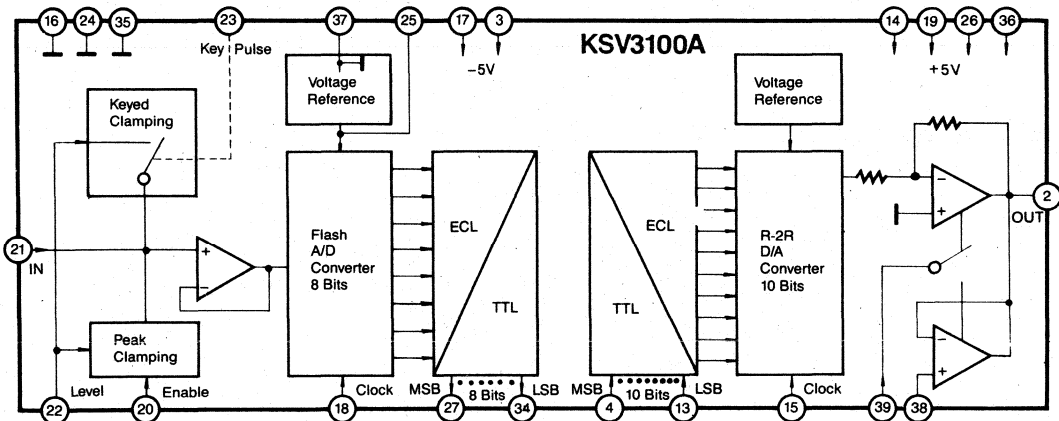 16 24 35 23 37 25 17 3 14 19 26 36
Key Pulse
KSV3100A
-5V
+5V
Keyed
Clamping
Voltage
Reference
Voltage
Reference
21
IN
+
−
Flash
A/D
Converter
8 Bits
ECL
TTL
ECL
TTL
R-2R
D/A
Converter
10 Bits
−
+
2
OUT
−
+
Peak
Clamping
Level
Enable
Clock
MSB
8 Bits
LSB
MSB
10 Bits
LSB
Clock
22 20 18 27 34 4 13 15 39 38